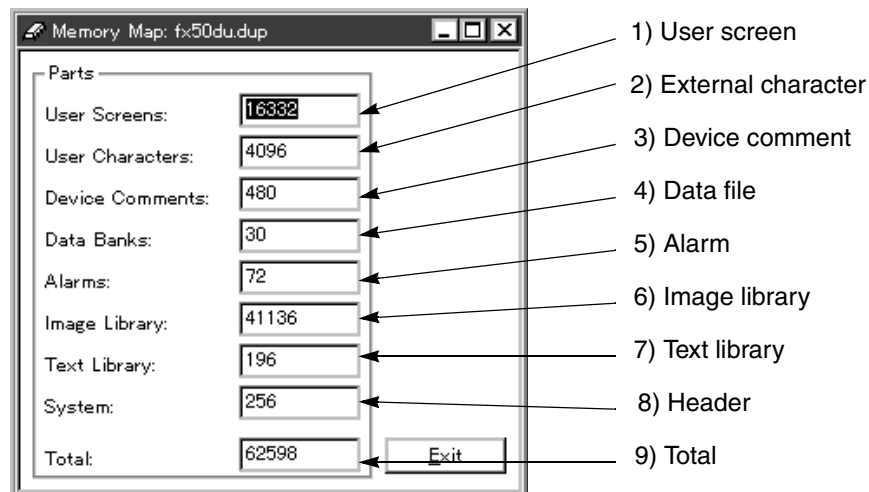 Memory Map: fx50du.dup
Parts
User Screens: 16332
User Characters: 4096
Device Comments: 480
Data Banks: 30
Alarms: 72
Image Library: 41136
Text Library: 196
System: 256
Total: 62598
Exit
1) User screen
2) External character
3) Device comment
4) Data file
5) Alarm
6) Image library
7) Text library
8) Header
9) Total